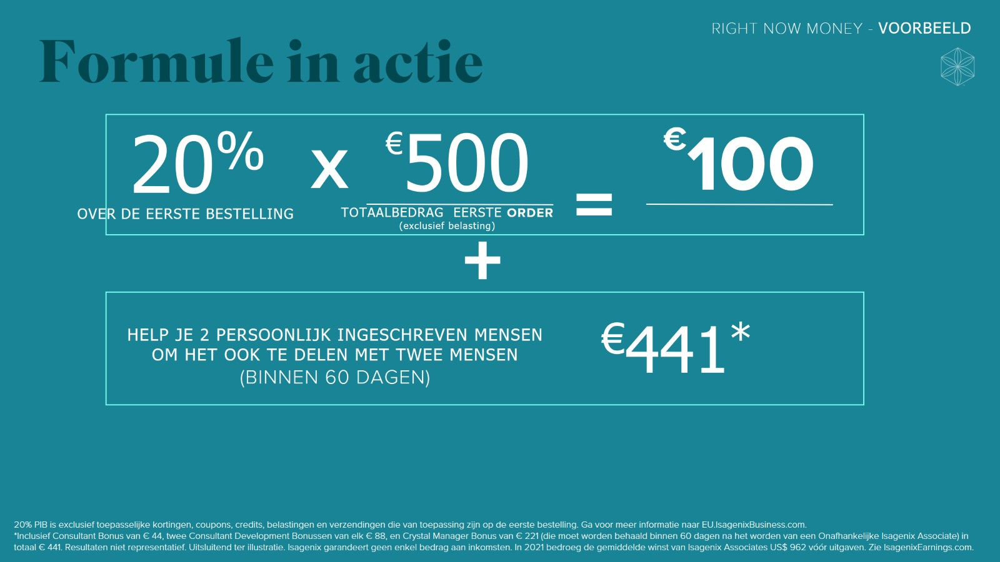 RIGHT NOW MONEY - VOORBEELD
Formule in actie
20% x €500 = €100
OVER DE EERSTE BESTELLING
TOTAALBEDRAG EERSTE ORDER
(exclusief belasting)
+
HELP JE 2 PERSOONLIJK INGESCHREVEN MENSEN
OM HET OOK TE DELEN MET TWEE MENSEN
(BINNEN 60 DAGEN)
€441*
20% PIB is exclusief toepasselijke kortingen, coupons, credits, belastingen en verzendingen die van toepassing zijn op de eerste bestelling. Ga voor meer informatie naar EU.IsagenixBusiness.com.
*Inclusief Consultant Bonus van € 44, twee Consultant Development Bonussen van elk € 88, en Crystal Manager Bonus van € 221 (die moet worden behaald binnen 60 dagen na het worden van een Onafhankelijke Isagenix Associate) in
totaal € 441. Resultaten niet representatief. Uitsluitend ter illustratie. Isagenix garandeert geen enkel bedrag aan inkomsten. In 2021 bedroeg de gemiddelde winst van Isagenix Associates US$ 962 vóór uitgaven. Zie IsagenixEarnings.com.